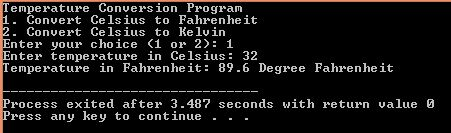 Temperature Conversion Program
1. Convert Celsius to Fahrenheit
2. Convert Celsius to Kelvin
Enter your choice (1 or 2): 1
Enter temperature in Celsius: 32
Temperature in Fahrenheit: 89.6 Degree Fahrenheit
--------------------------------
Process exited after 3.487 seconds with return value 0
Press any key to continue . . .